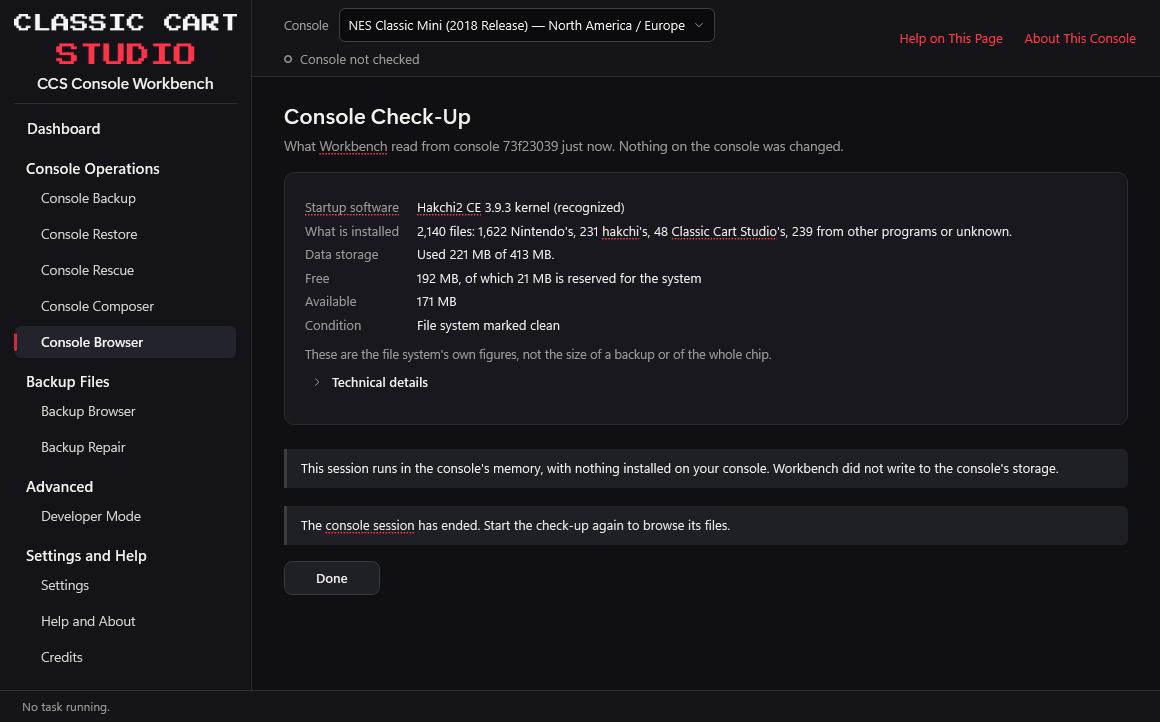 CLASSIC CART
STUDIO
CCS Console Workbench
Dashboard
Console Operations
Console Backup
Console Restore
Console Rescue
Console Composer
Console Browser
Backup Files
Backup Browser
Backup Repair
Advanced
Developer Mode
Settings and Help
Settings
Help and About
Credits
Console NES Classic Mini (2018 Release) — North America / Europe
Console not checked
Help on This Page About This Console
Console Check-Up
What Workbench read from console 73f23039 just now. Nothing on the console was changed.
Startup software Hakchi2 CE 3.9.3 kernel (recognized)
What is installed 2,140 files: 1,622 Nintendo's, 231 hakchi's, 48 Classic Cart Studio's, 239 from other programs or unknown.
Data storage Used 221 MB of 413 MB.
Free 192 MB, of which 21 MB is reserved for the system
Available 171 MB
Condition File system marked clean
These are the file system's own figures, not the size of a backup or of the whole chip.
Technical details
This session runs in the console's memory, with nothing installed on your console. Workbench did not write to the console's storage.
The console session has ended. Start the check-up again to browse its files.
Done
No task running.